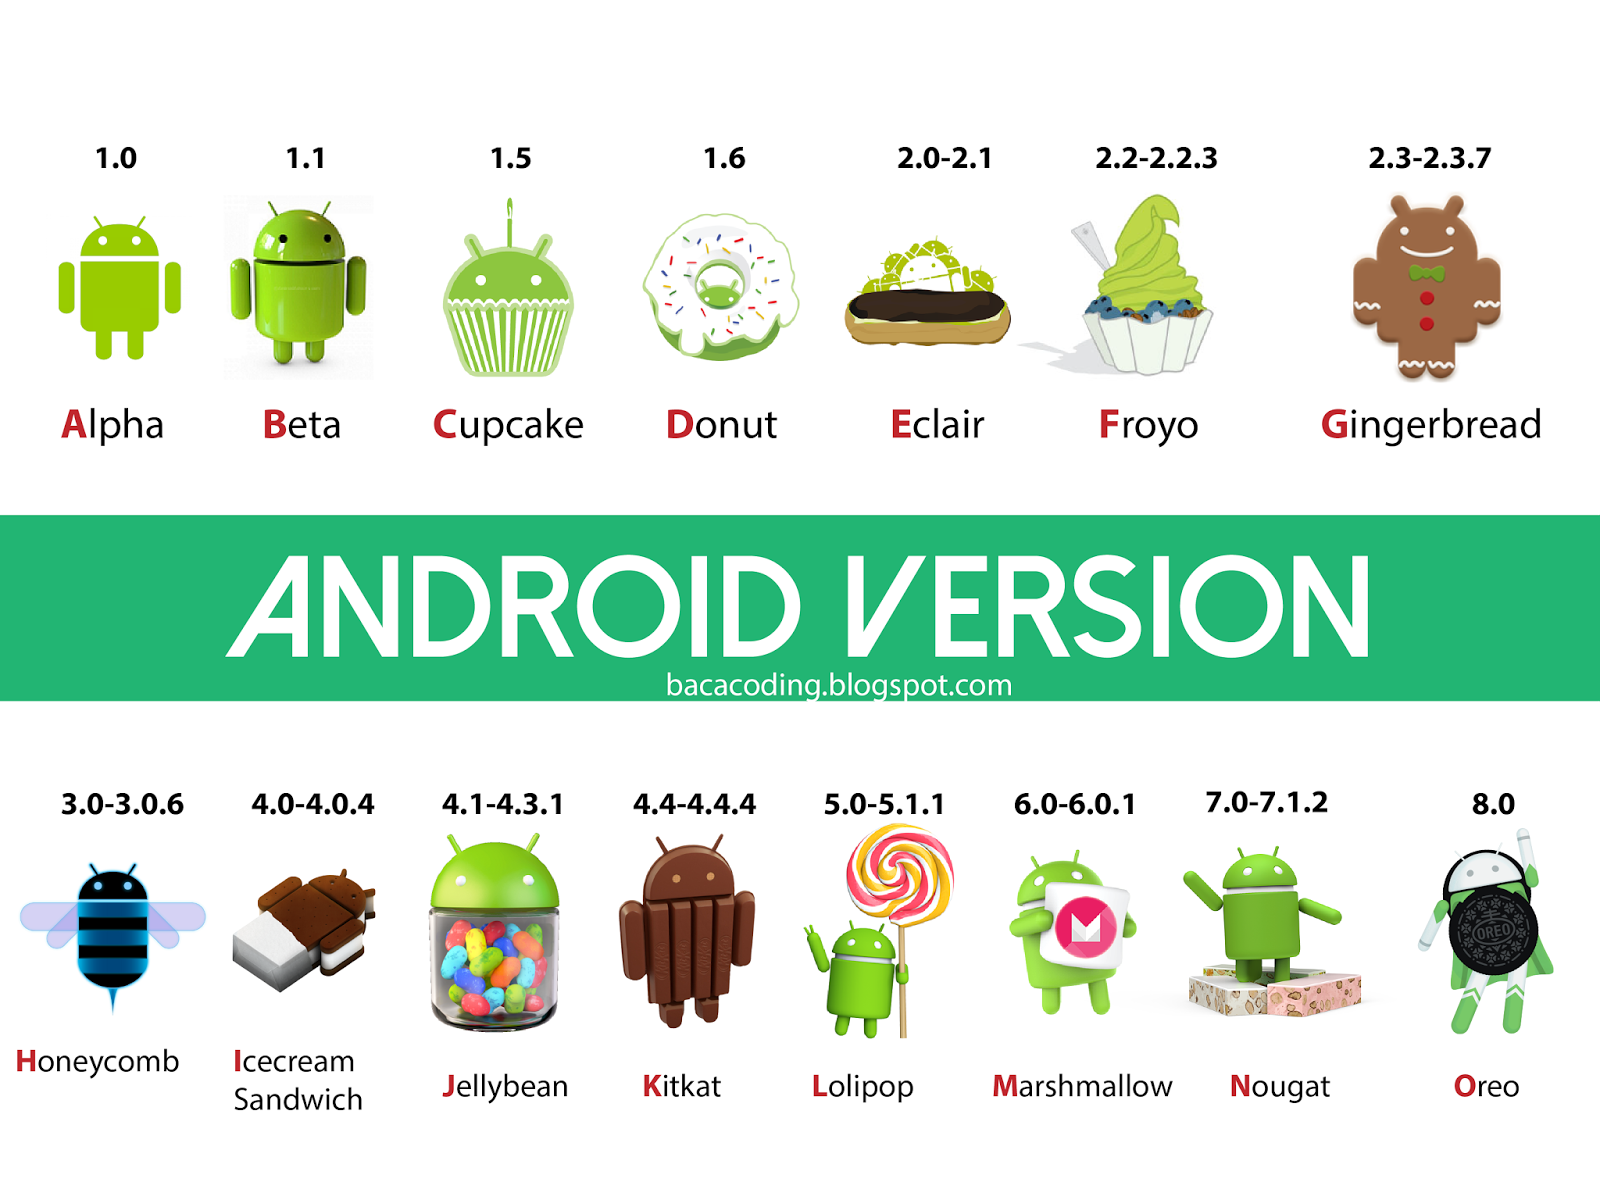 1.0 1.1 1.5 1.6 2.0-2.1 2.2-2.2.3 2.3-2.3.7
Alpha Beta Cupcake Donut Eclair Froyo Gingerbread
ANDROID VERSION
bacacoding.blogspot.com
3.0-3.0.6 4.0-4.0.4 4.1-4.3.1 4.4-4.4.4 5.0-5.1.1 6.0-6.0.1 7.0-7.1.2 8.0
M
OREO
Honeycomb Icecream
Sandwich Jellybean Kitkat Lolipop Marshmallow Nougat Oreo